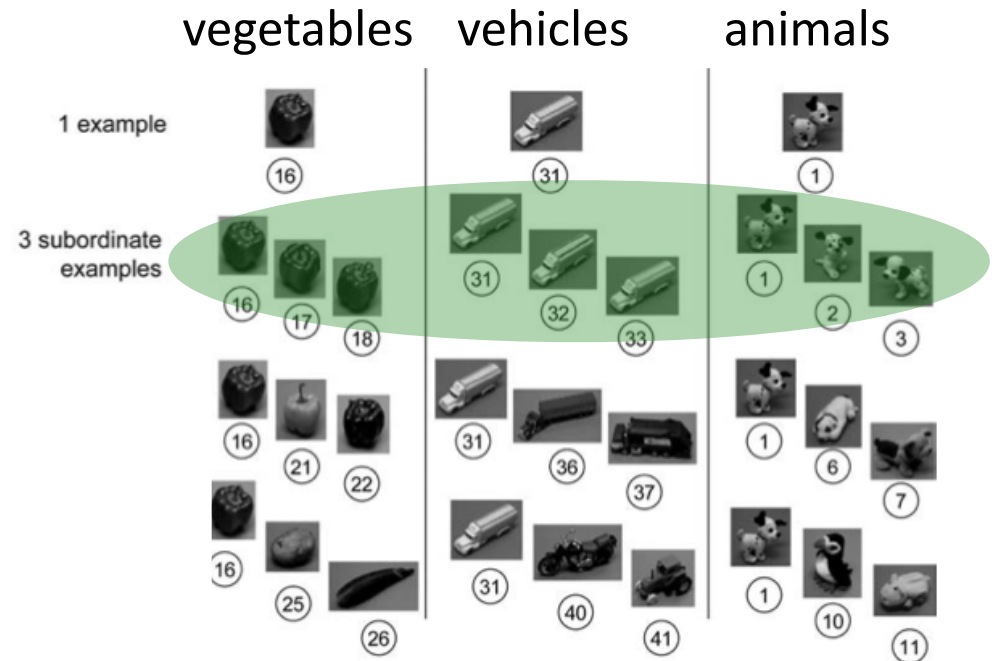 vegetables vehicles animals
1 example
16 31 1
3 subordinate
examples
16 17 18 31 32 33 1 2 3
16 21 22 31 36 37 1 6 7
16 25 26 31 40 41 1 10 11